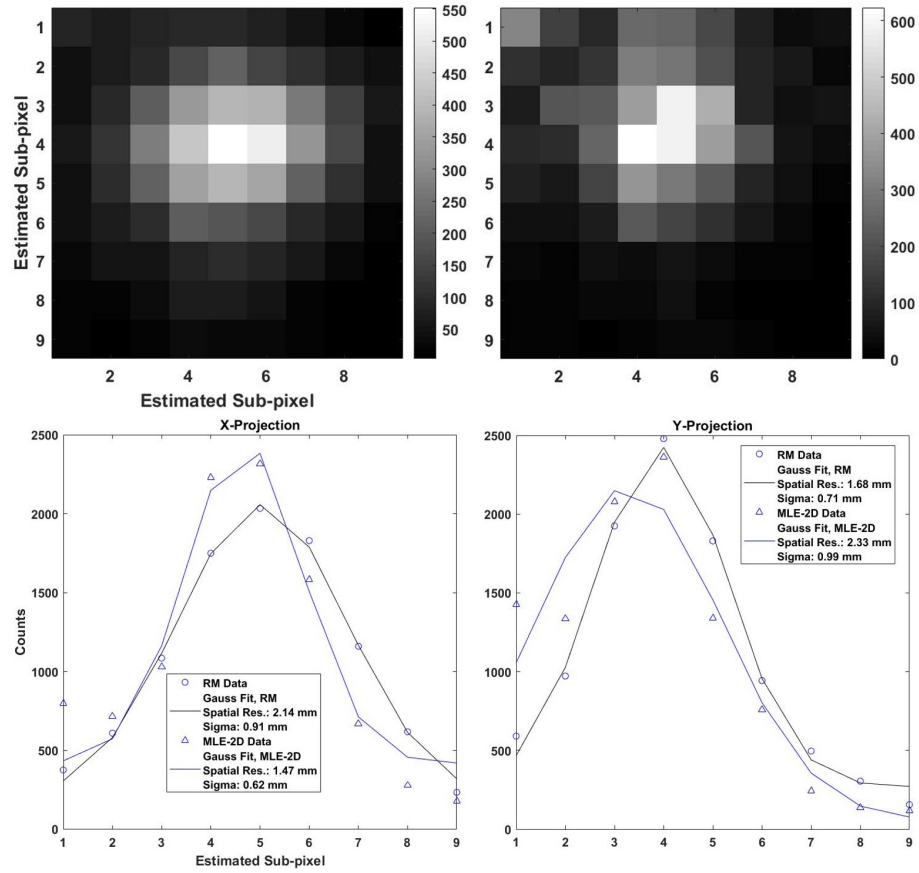 1
2
3
4
5
6
7
8
9
Estimated Sub-pixel
2 4 6 8
Estimated Sub-pixel
550
500
450
400
350
300
250
200
150
100
50
1
2
3
4
5
6
7
8
9
2 4 6 8
600
500
400
300
200
100
0
X-Projection
2500
2000
1500
1000
500
0
Counts
1 2 3 4 5 6 7 8 9
Estimated Sub-pixel
RM Data
Gauss Fit, RM
Spatial Res.: 2.14 mm
Sigma: 0.91 mm
MLE-2D Data
Gauss Fit, MLE-2D
Spatial Res.: 1.47 mm
Sigma: 0.62 mm
Y-Projection
2500
2000
1500
1000
500
0
1 2 3 4 5 6 7 8 9
RM Data
Gauss Fit, RM
Spatial Res.: 1.68 mm
Sigma: 0.71 mm
MLE-2D Data
Gauss Fit, MLE-2D
Spatial Res.: 2.33 mm
Sigma: 0.99 mm